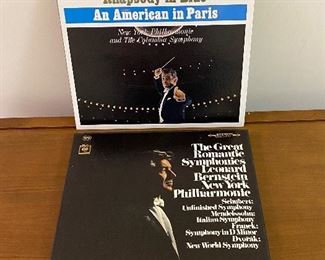 Rhapsody in Blue
An American in Paris
New York Philharmonic
and The Columbia Symphony
STEREO
The Great
Romantic
Symphonies
Leonard
Bernstein
New York
Philharmonic
Schubert:
Unfinished Symphony
Mendelssohn:
Italian Symphony
Franck:
Symphony in D Minor
Dvořák:
New World Symphony